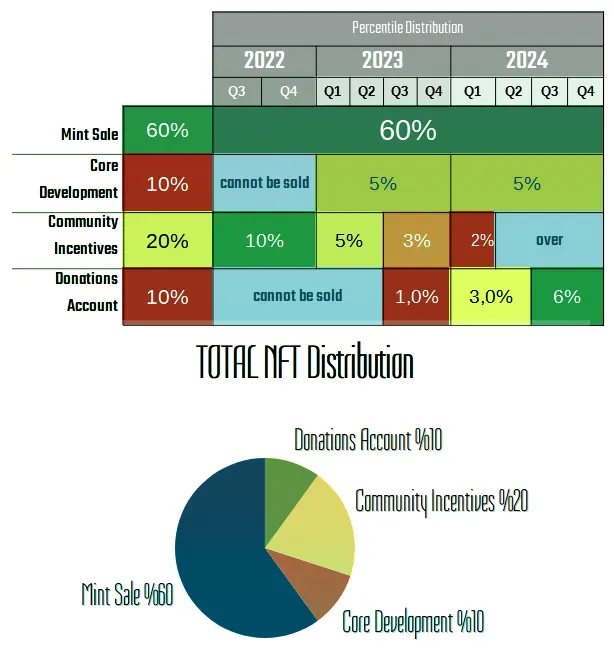 Percentile Distribution
2022 2023 2024
Q3 Q4 Q1 Q2 Q3 Q4 Q1 Q2 Q3 Q4
Mint Sale 60% 60%
Core
Development 10% cannot be sold 5% 5%
Community
Incentives 20% 10% 5% 3% 2% over
Donations
Account 10% cannot be sold 1,0% 3,0% 6%
TOTAL NFT Distribution
Donations Account %10
Community Incentives %20
Mint Sale %60
Core Development %10